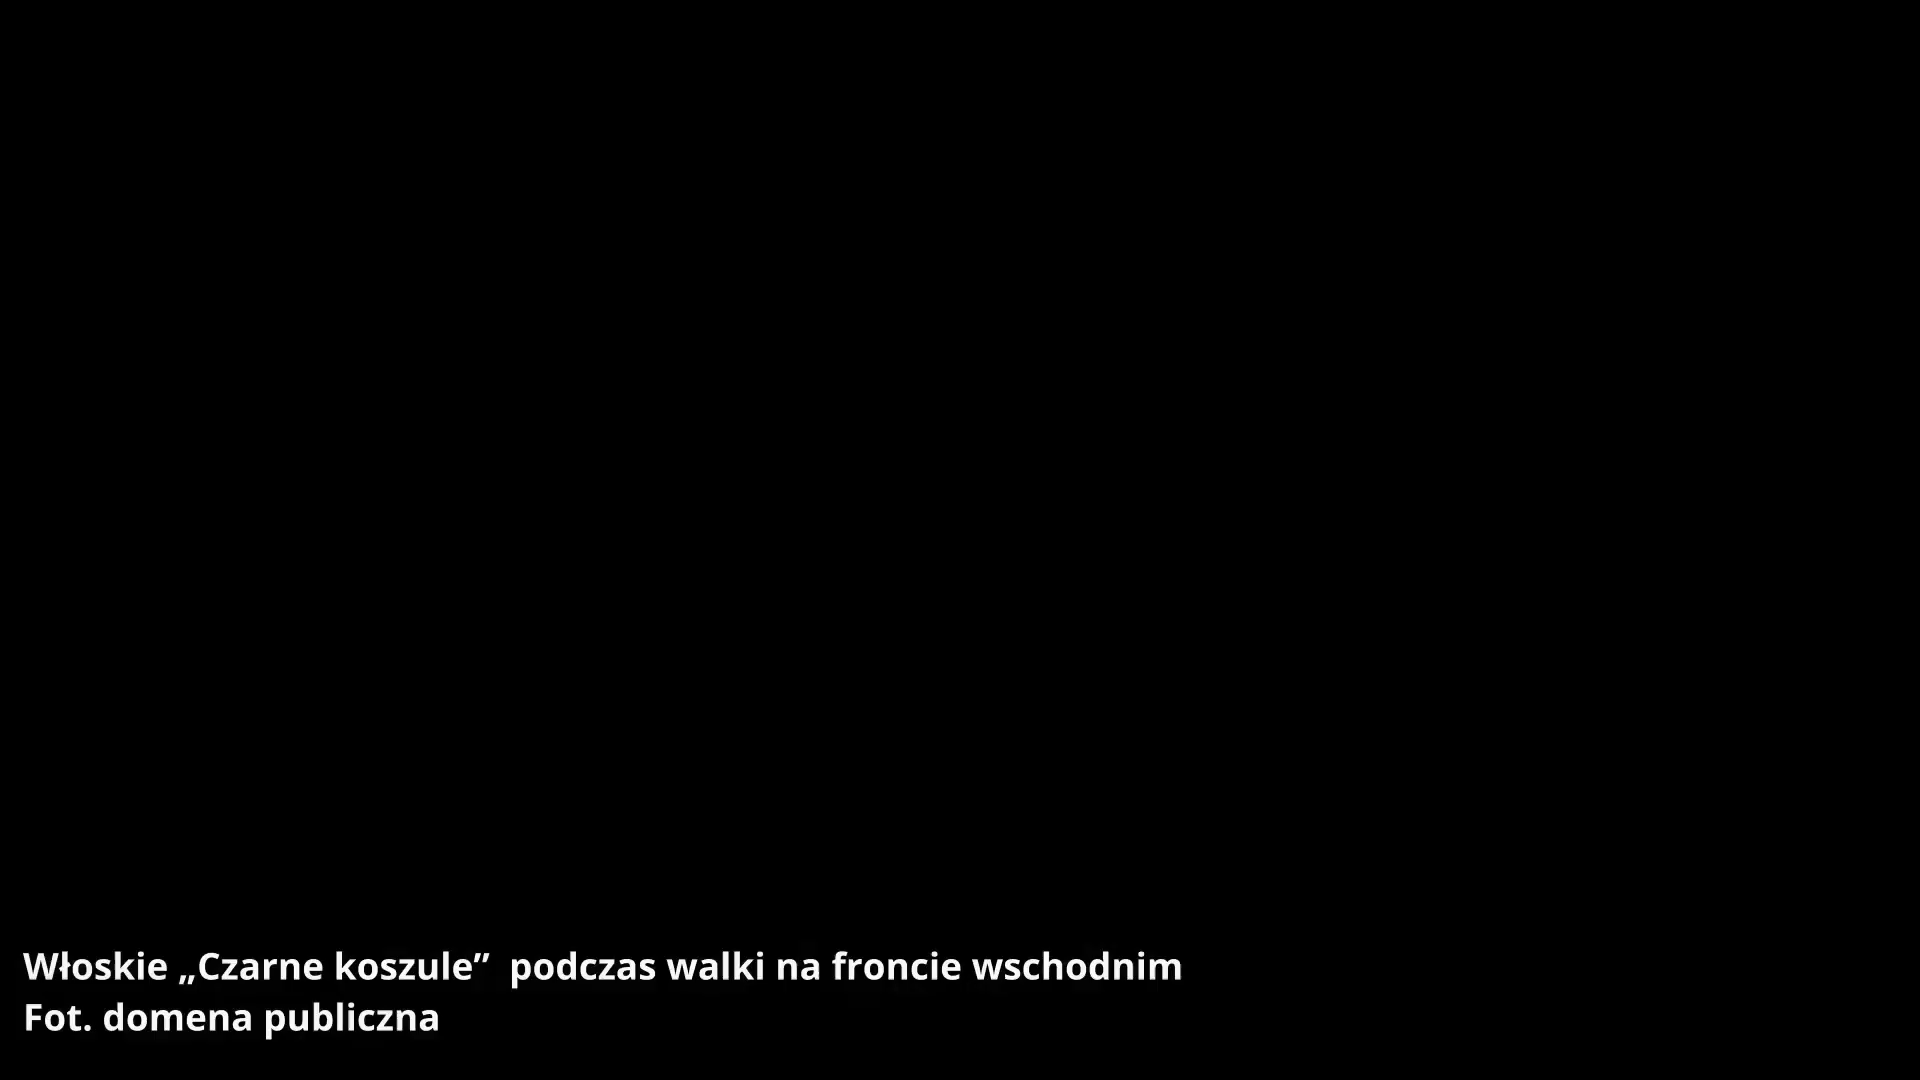 Włoskie „Czarne koszule”  podczas walki na froncie wschodnim
Fot. domena publiczna